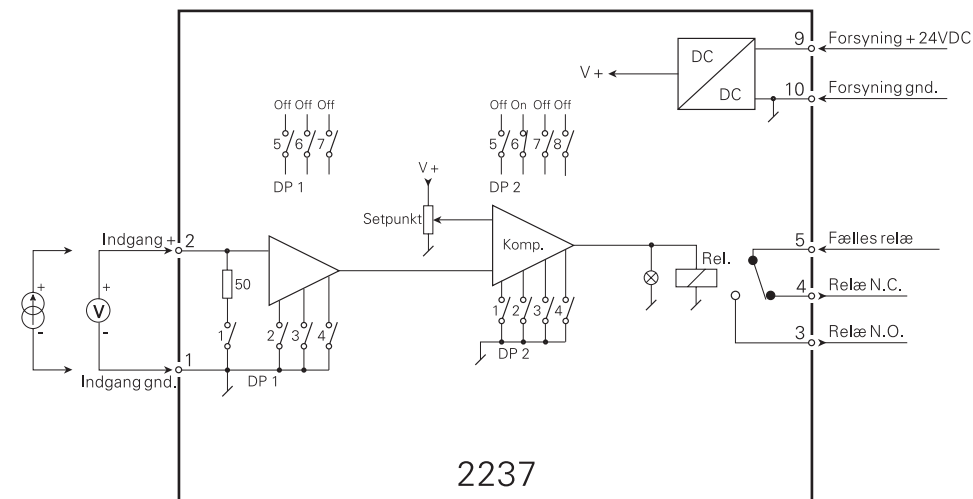 9 Forsyning + 24VDC
DC
V +
DC
10 Forsyning gnd.
Off Off Off
Off On Off Off
5 6 7
5 6 7 8
DP 1
V +
DP 2
Setpunkt
Indgang + 2
Komp.
5 Fælles relæ
Rel.
+ +
50
V
4 Relæ N.C.
- -
1 2 3 4
1 2 3 4
3 Relæ N.O.
1
DP 2
Indgang gnd.
DP 1
2237